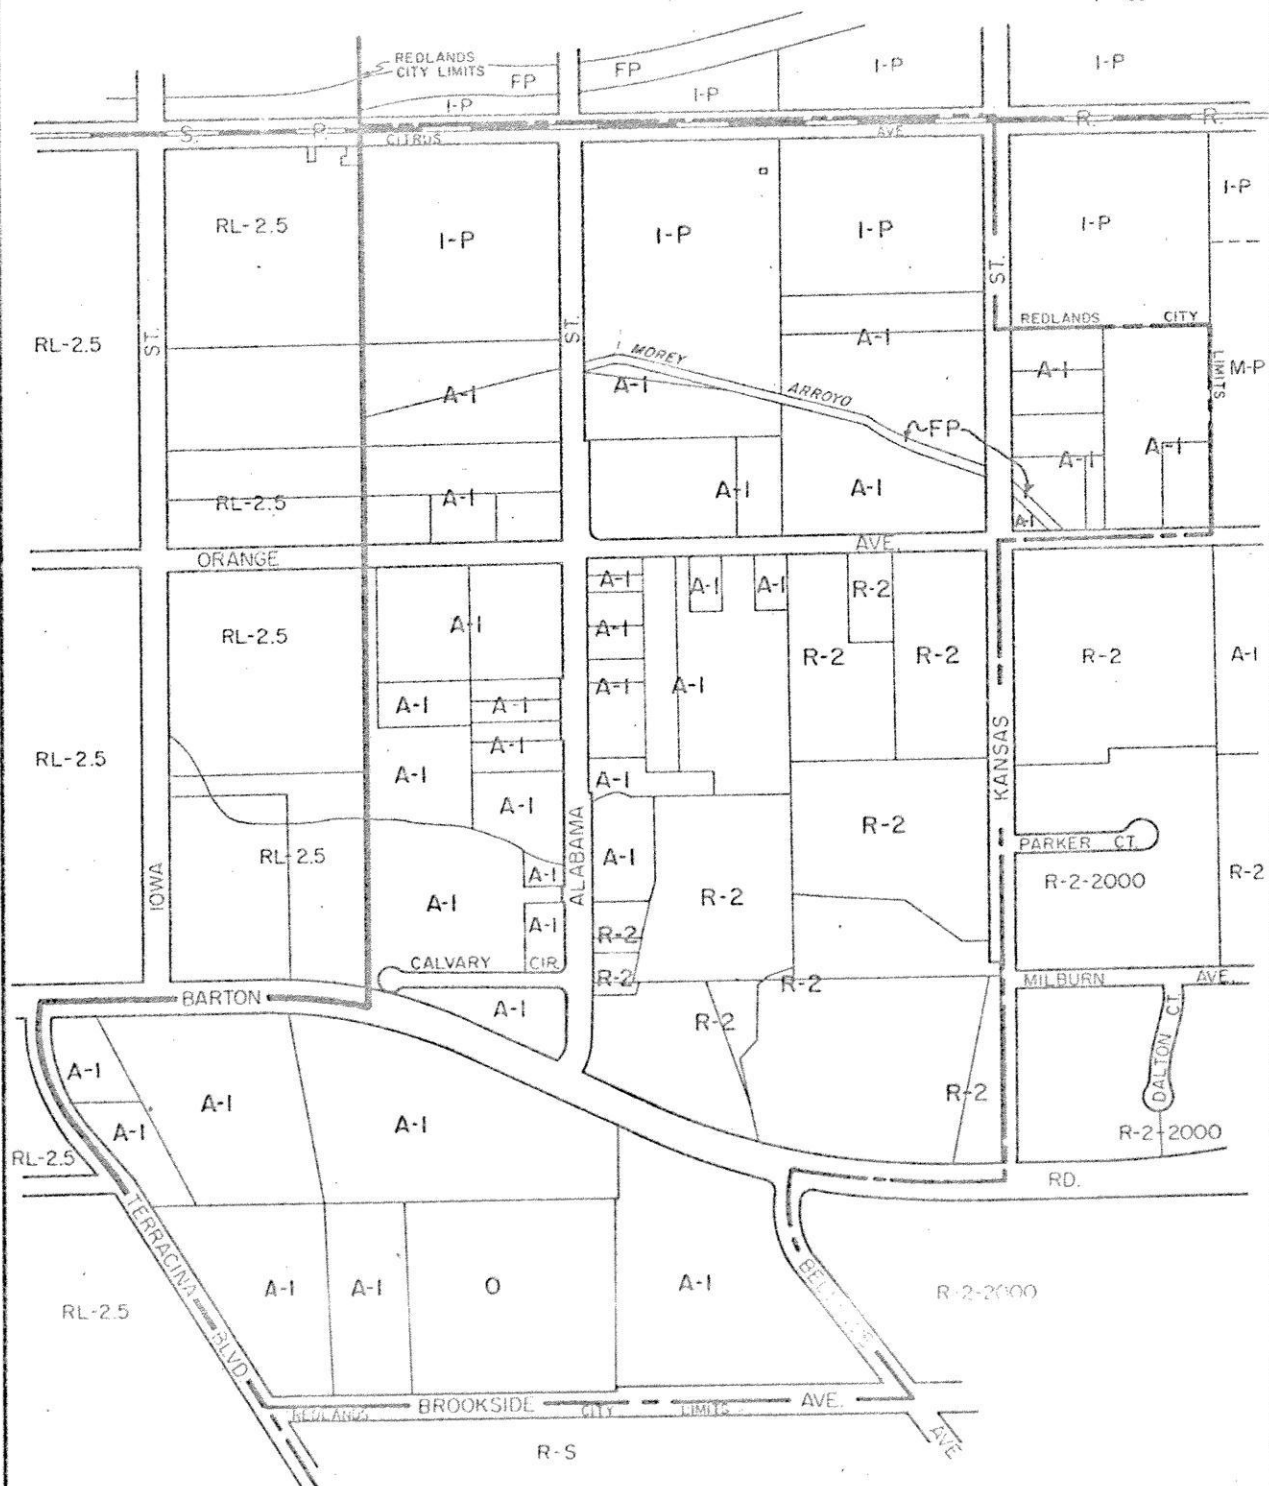 REDLANDS
CITY LIMITS
FP
FP
I-P
I-P
I-P
I-P
S. P. R. R.
CITRUS AVE
RL-2.5
I-P
I-P
I-P
I-P
I-P
RL-2.5
ST.
ST.
ST.
REDLANDS CITY
LIMITS
M-P
A-1
A-1
A-1
A-1
MOREY ARROYO
FP
A-1
A-1
RL-2.5
A-1
A-1
A-1
A-1
ORANGE AVE.
RL-2.5
A-1
A-1
A-1
A-1
R-2
A-1
R-2
R-2
R-2
A-1
A-1
A-1
A-1
A-1
A-1
RL-2.5
A-1
A-1
A-1
KANSAS
R-2
PARKER CT.
RL-2.5
A-1
ALABAMA
IOWA
A-1
R-2
R-2-2000
R-2
A-1
A-1
R-2
CALVARY CIR.
R-2
R-2
MILBURN AVE.
BARTON
A-1
R-2
DALTON CT.
A-1
A-1
A-1
A-1
R-2
R-2-2000
RL-2.5
RD.
TERRACINA BLVD.
A-1
A-1
O
A-1
R-2-2000
RL-2.5
BROOKSIDE AVE.
REDLANDS CITY LIMITS
AVE
R-S